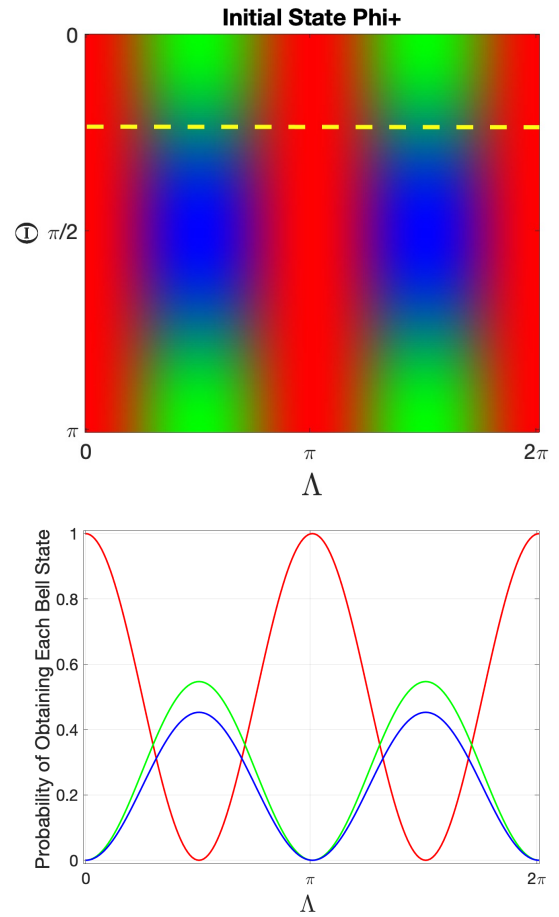 Initial State Phi+
0
Θ π/2
π
0 π 2π
Λ
Probability of Obtaining Each Bell State
1
0.8
0.6
0.4
0.2
0
0 π 2π
Λ